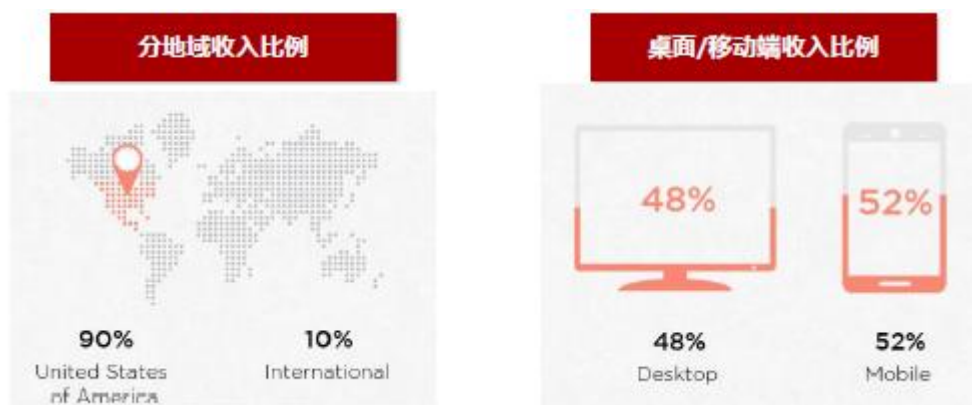 分地域收入比例
桌面/移动端收入比例
48%
52%
90%
United States
of America
10%
International
48%
Desktop
52%
Mobile